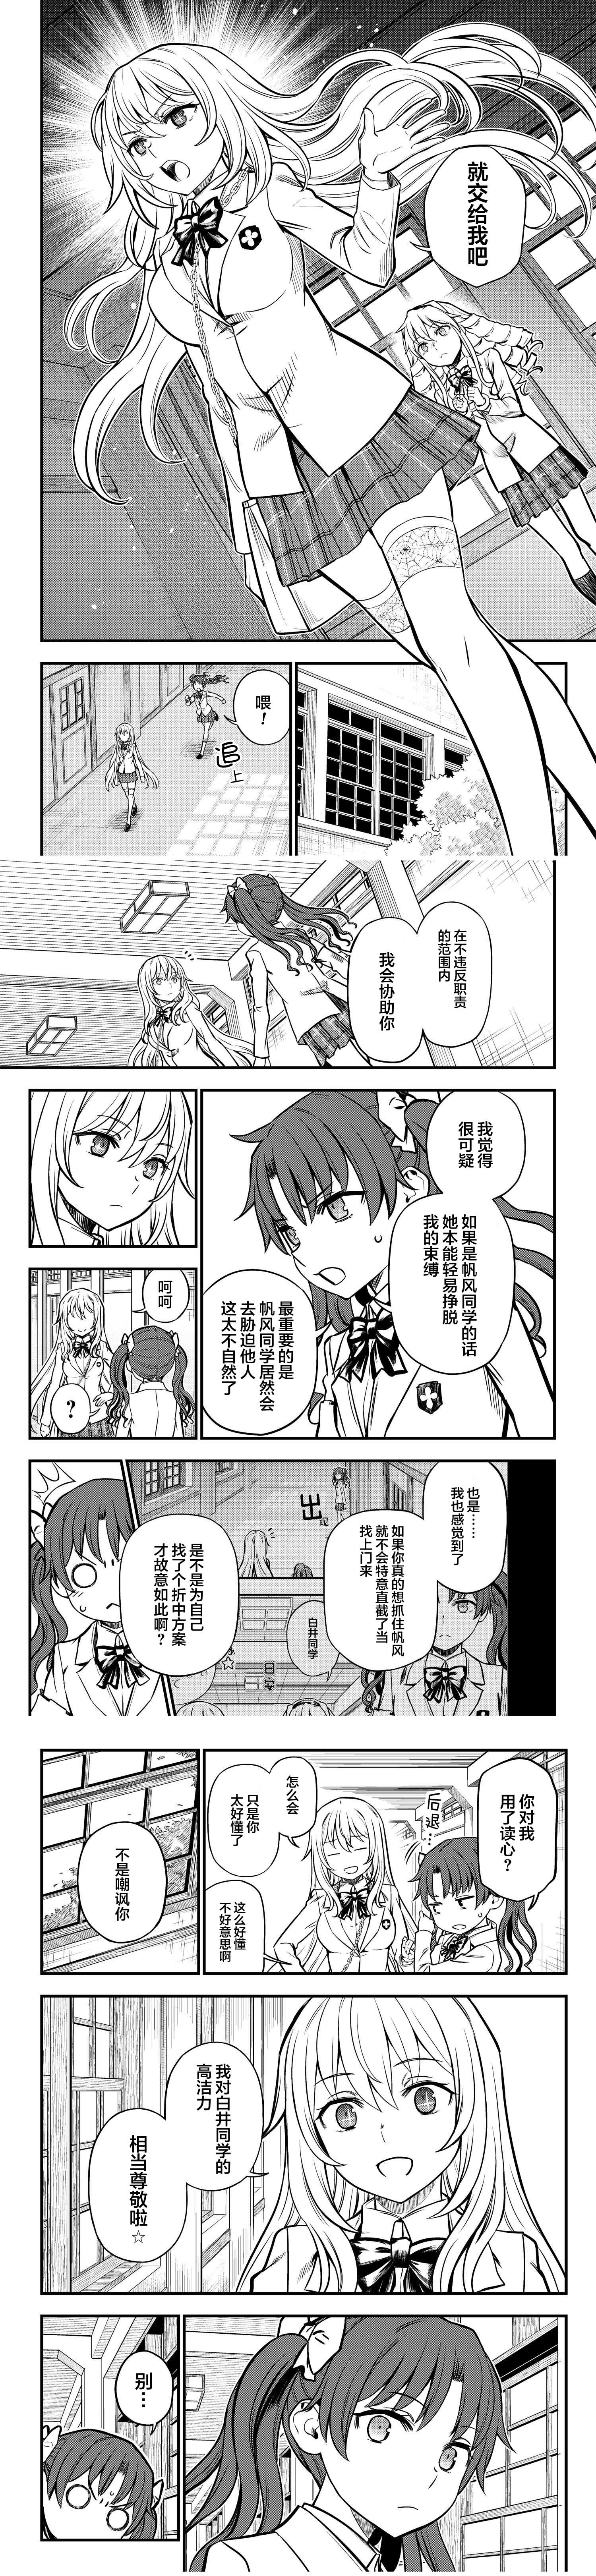 就交给我吧
喂！
追上
在不违反职责
的范围内
我会协助你
我觉得
很可疑
如果是帆风同学的话
她本能轻易挣脱
我的束缚
最重要的是
帆风同学居然会
去胁迫他人
这太不自然了
呵呵
？
也是……
我也感觉到了
如果你真的想抓住帆风
就不会特意直截了当
找上门来
出现
白井同学
日安
☆
是不是为自己
找了个折中方案
才故意如此啊？
你对我
用了读心？
后退…
怎么会
只是你
太好懂了
这么好懂
不好意思啊
不是嘲讽你
我对白井同学的
高洁力
相当尊敬啦
☆
别…